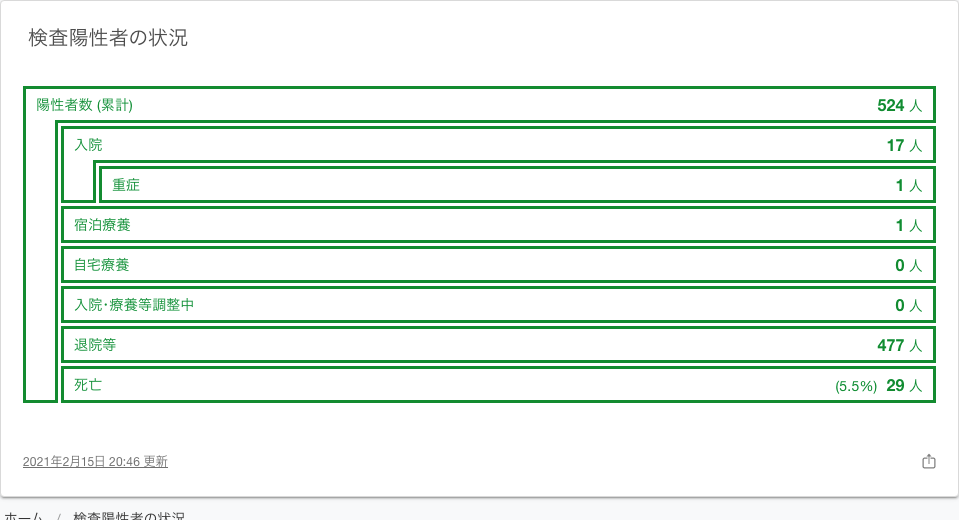 検査陽性者の状況
陽性者数 (累計) 524 人
入院 17 人
重症 1 人
宿泊療養 1 人
自宅療養 0 人
入院・療養等調整中 0 人
退院等 477 人
死亡 (5.5%) 29 人
2021年2月15日 20:46 更新
ホーム / 検査陽性者の状況